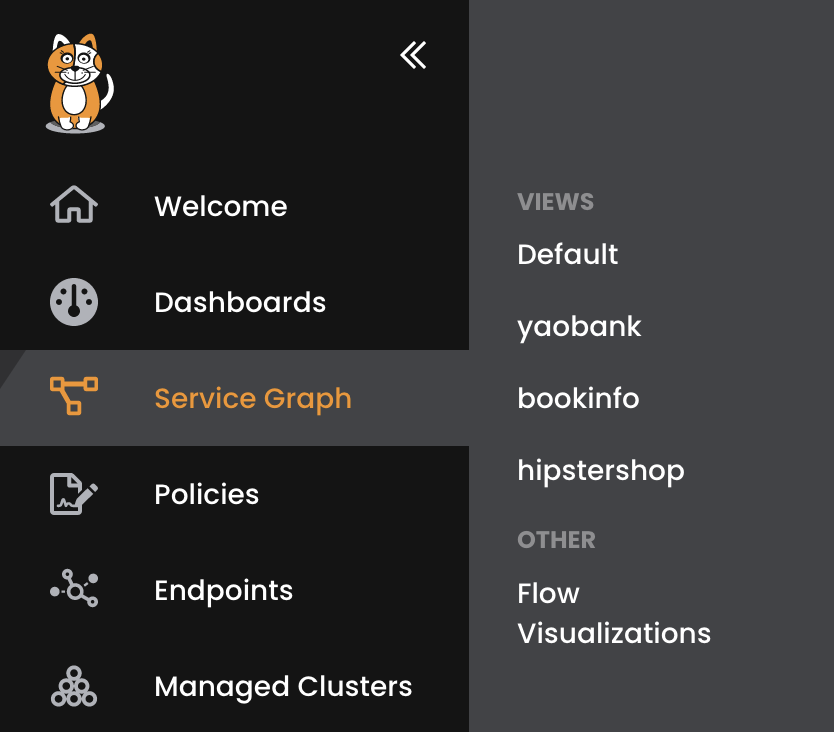 Welcome
Dashboards
Service Graph
Policies
Endpoints
Managed Clusters
VIEWS
Default
yaobank
bookinfo
hipstershop
OTHER
Flow
Visualizations